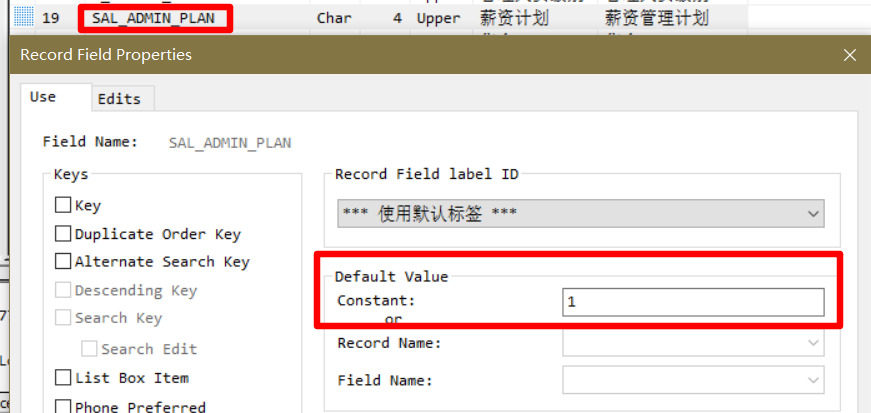 19 SAL_ADMIN_PLAN Char 4 Upper 薪资计划 薪资管理计划
Record Field Properties
Use Edits
Field Name: SAL_ADMIN_PLAN
Keys
Key
Duplicate Order Key
Alternate Search Key
Descending Key
Search Key
Search Edit
List Box Item
Phone Preferred
Record Field label ID
*** 使用默认标签 ***
Default Value
Constant: 1
or
Record Name:
Field Name: